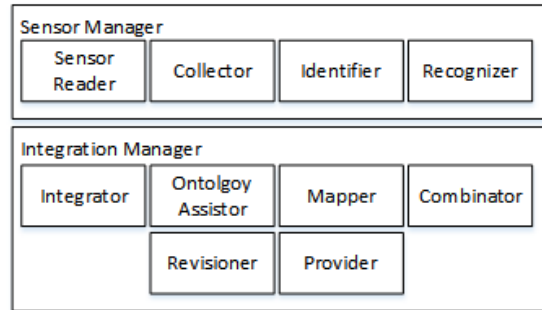 Sensor Manager
Sensor
Reader
Collector
Identifier
Recognizer
Integration Manager
Integrator
Ontolgoy
Assistor
Mapper
Combinator
Revisioner
Provider